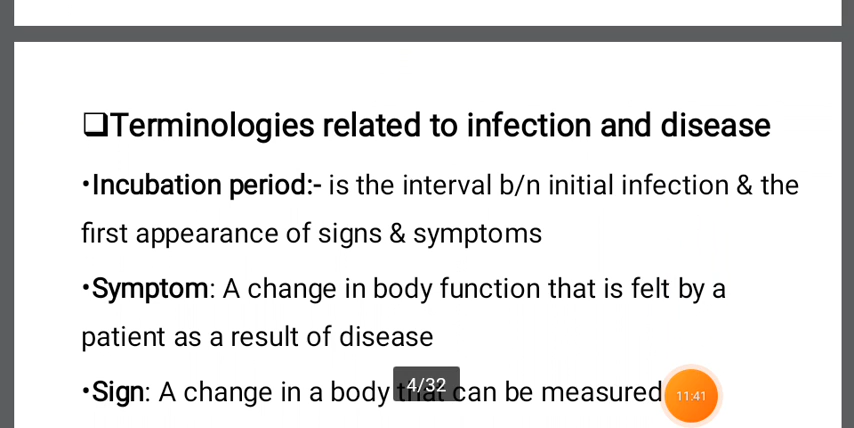 ❑Terminologies related to infection and disease
•Incubation period:- is the interval b/n initial infection & the
first appearance of signs & symptoms
•Symptom: A change in body function that is felt by a
patient as a result of disease
•Sign: A change in a body that can be measured
4/32
11:41